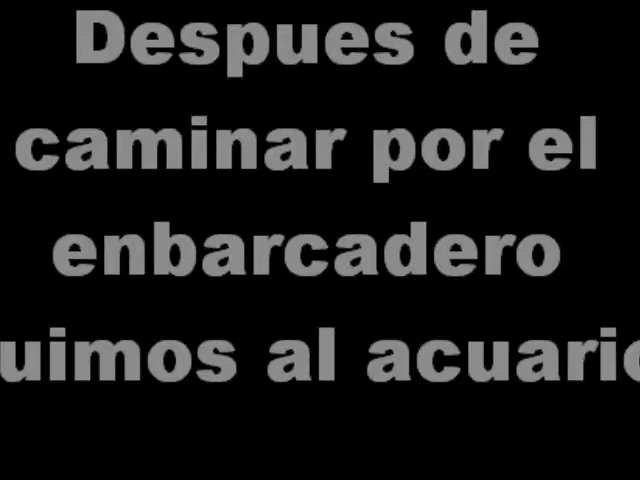 Despues de
caminar por el
enbarcadero
uimos al acuario